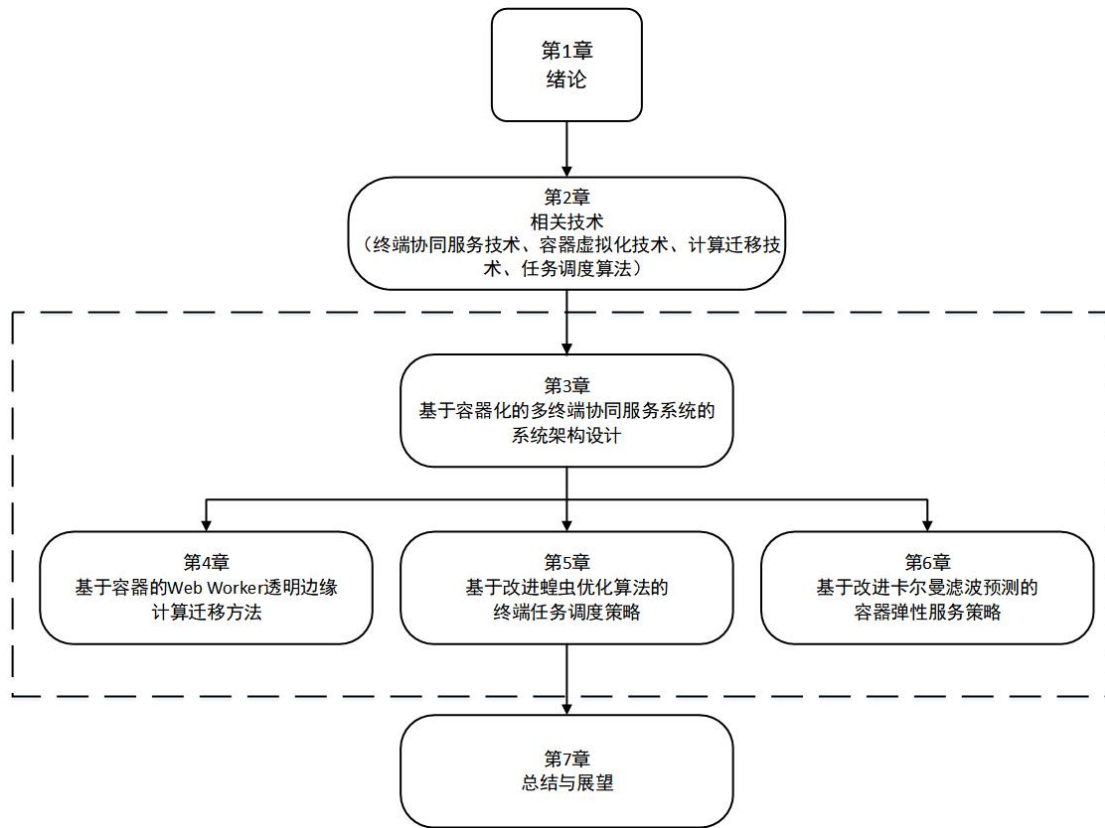 第1章
绪论
第2章
相关技术
（终端协同服务技术、容器虚拟化技术、计算迁移技
术、任务调度算法）
第3章
基于容器化的多终端协同服务系统的
系统架构设计
第4章
基于容器的Web Worker透明边缘
计算迁移方法
第5章
基于改进蝗虫优化算法的
终端任务调度策略
第6章
基于改进卡尔曼滤波预测的
容器弹性服务策略
第7章
总结与展望